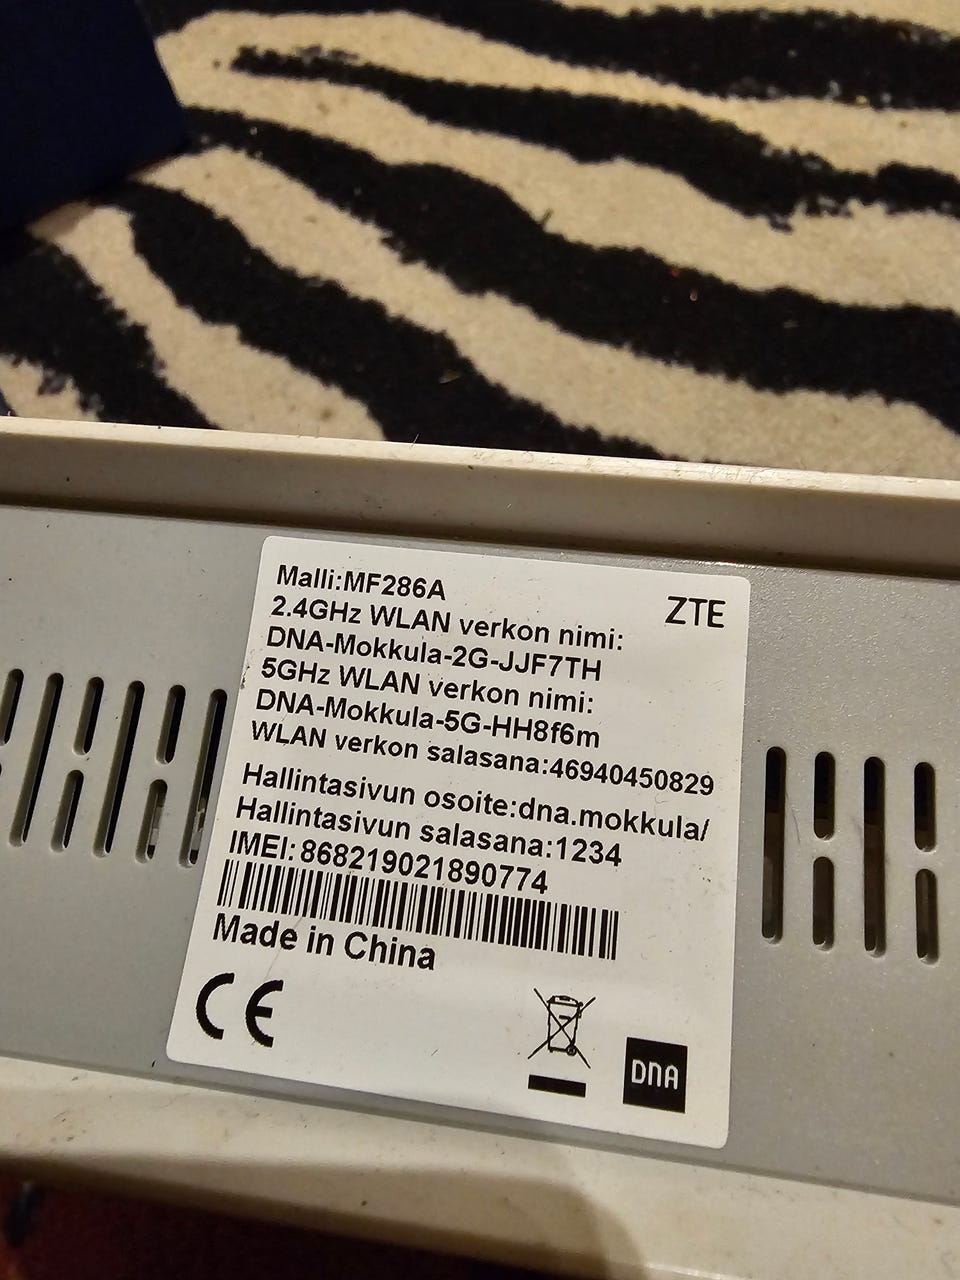 Malli:MF286A
ZTE
2.4GHz WLAN verkon nimi:
DNA-Mokkula-2G-JJF7TH
5GHz WLAN verkon nimi:
DNA-Mokkula-5G-HH8f6m
WLAN verkon salasana:46940450829
Hallintasivun osoite:dna.mokkula/
Hallintasivun salasana:1234
IMEI:868219021890774
Made in China
CE
DNA